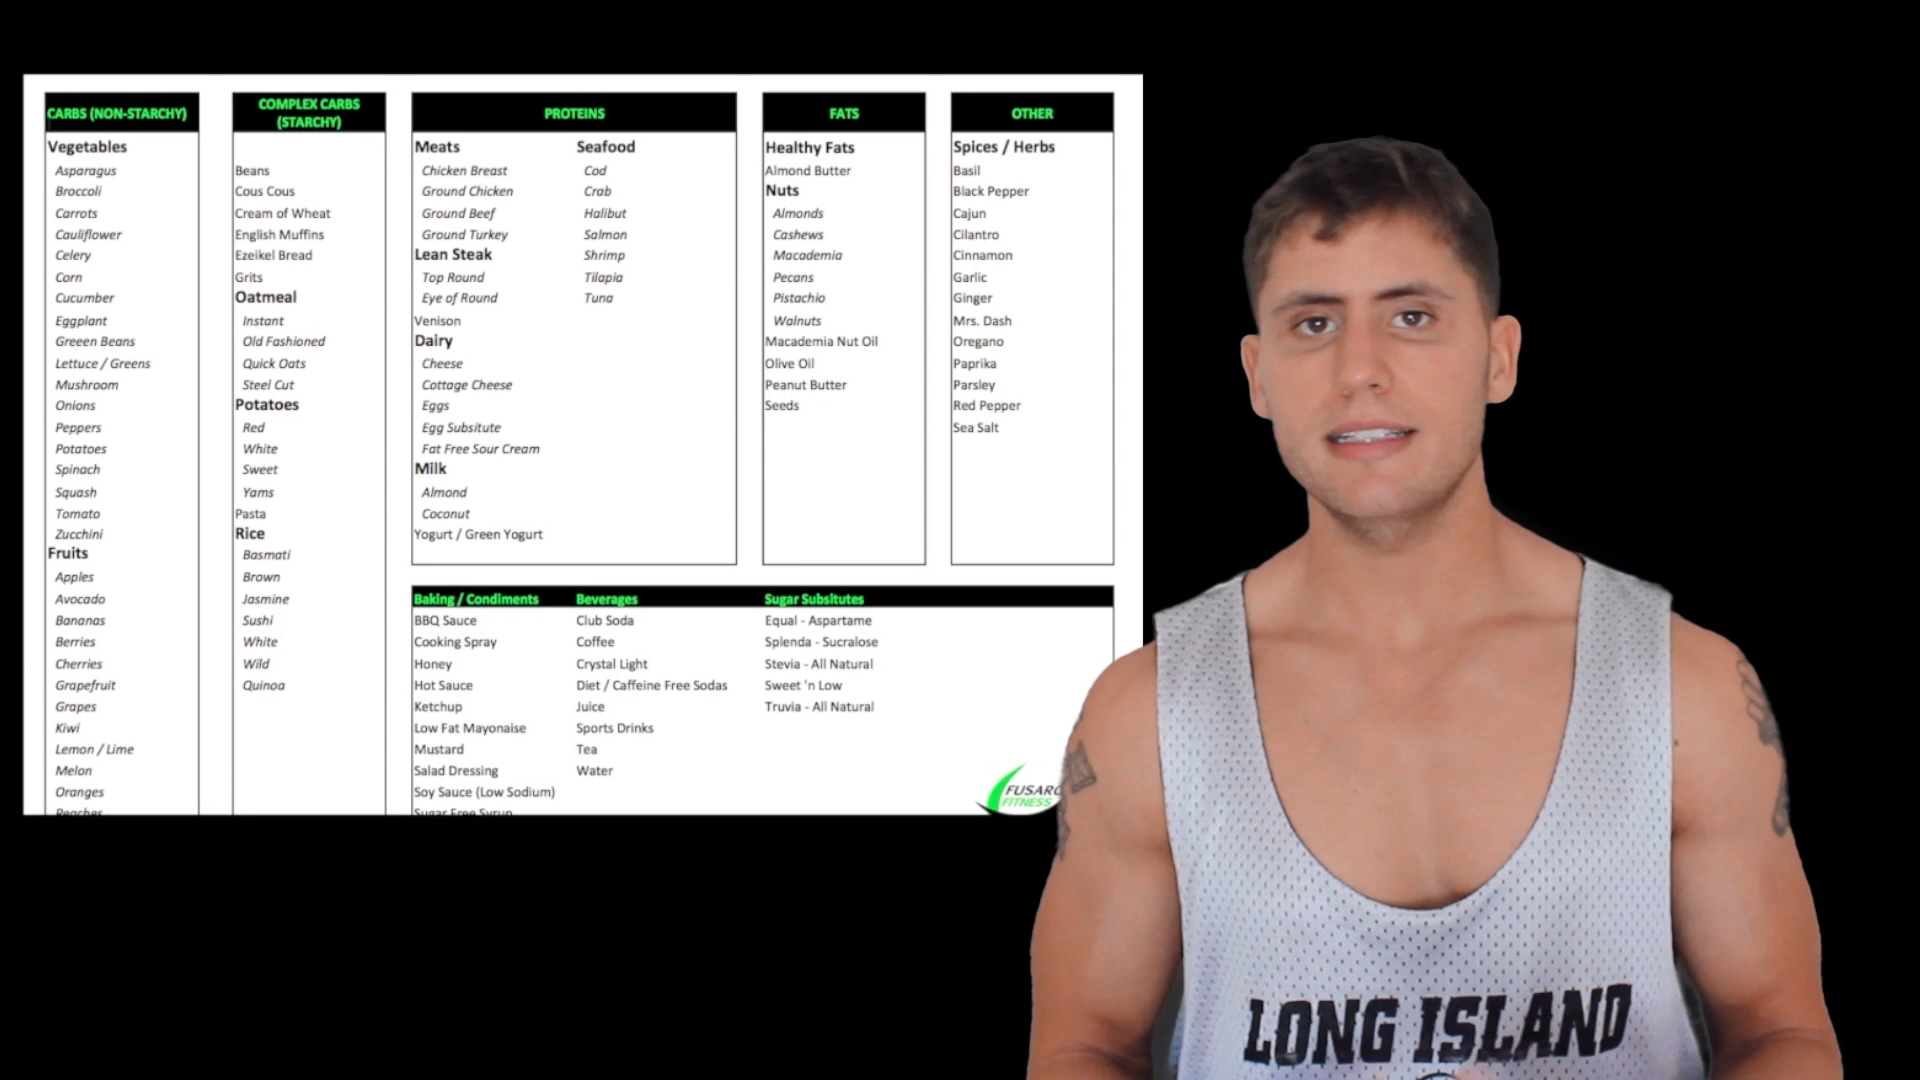 CARBS (NON-STARCHY)
Vegetables
Asparagus
Broccoli
Carrots
Cauliflower
Celery
Corn
Cucumber
Eggplant
Greeen Beans
Lettuce / Greens
Mushroom
Onions
Peppers
Potatoes
Spinach
Squash
Tomato
Zucchini
Fruits
Apples
Avocado
Bananas
Berries
Cherries
Grapefruit
Grapes
Kiwi
Lemon / Lime
Melon
Oranges
Peaches
COMPLEX CARBS
(STARCHY)
Beans
Cous Cous
Cream of Wheat
English Muffins
Ezeikel Bread
Grits
Oatmeal
Instant
Old Fashioned
Quick Oats
Steel Cut
Potatoes
Red
White
Sweet
Yams
Pasta
Rice
Basmati
Brown
Jasmine
Sushi
White
Wild
Quinoa
PROTEINS
Meats
Chicken Breast
Ground Chicken
Ground Beef
Ground Turkey
Lean Steak
Top Round
Eye of Round
Venison
Dairy
Cheese
Cottage Cheese
Eggs
Egg Subsitute
Fat Free Sour Cream
Milk
Almond
Coconut
Yogurt / Green Yogurt
Seafood
Cod
Crab
Halibut
Salmon
Shrimp
Tilapia
Tuna
FATS
Healthy Fats
Almond Butter
Nuts
Almonds
Cashews
Macademia
Pecans
Pistachio
Walnuts
Macademia Nut Oil
Olive Oil
Peanut Butter
Seeds
OTHER
Spices / Herbs
Basil
Black Pepper
Cajun
Cilantro
Cinnamon
Garlic
Ginger
Mrs. Dash
Oregano
Paprika
Parsley
Red Pepper
Sea Salt
Baking / Condiments
BBQ Sauce
Cooking Spray
Honey
Hot Sauce
Ketchup
Low Fat Mayonaise
Mustard
Salad Dressing
Soy Sauce (Low Sodium)
Sugar Free Syrup
Beverages
Club Soda
Coffee
Crystal Light
Diet / Caffeine Free Sodas
Juice
Sports Drinks
Tea
Water
Sugar Subsitutes
Equal - Aspartame
Splenda - Sucralose
Stevia - All Natural
Sweet 'n Low
Truvia - All Natural
FUSARO
FITNESS
LONG ISLAND